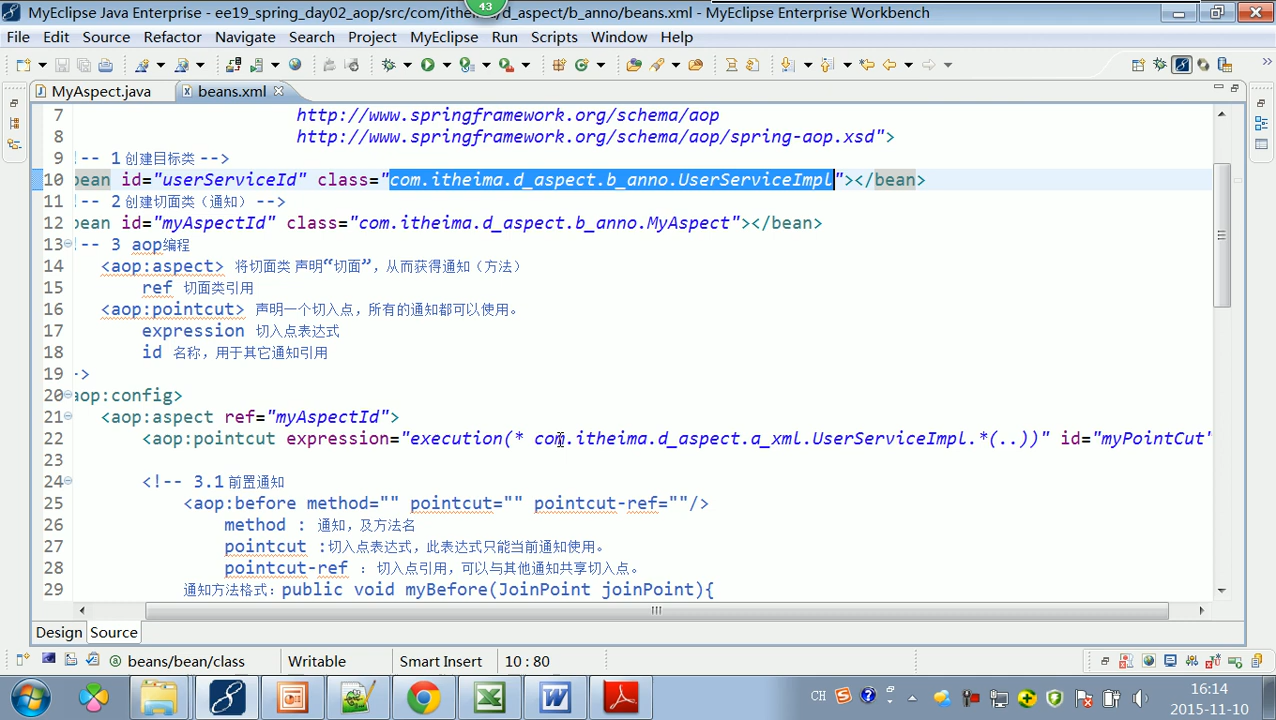 MyEclipse Java Enterprise - ee19_spring_day02_aop/src/com/itheima/d_aspect/b_anno/beans.xml - MyEclipse Enterprise Workbench
43
File Edit Source Refactor Navigate Search Project MyEclipse Run Scripts Window Help
MyAspect.java beans.xml
7 http://www.springframework.org/schema/aop
8 http://www.springframework.org/schema/aop/spring-aop.xsd">
9 !-- 1 创建目标类 -->
10 bean id="userServiceId" class="com.itheima.d_aspect.b_anno.UserServiceImpl"></bean>
11 !-- 2 创建切面类（通知） -->
12 bean id="myAspectId" class="com.itheima.d_aspect.b_anno.MyAspect"></bean>
13 !-- 3 aop编程
14 <aop:aspect> 将切面类 声明“切面”，从而获得通知（方法）
15 ref 切面类引用
16 <aop:pointcut> 声明一个切入点，所有的通知都可以使用。
17 expression 切入点表达式
18 id 名称，用于其它通知引用
19 -->
20 aop:config>
21 <aop:aspect ref="myAspectId">
22 <aop:pointcut expression="execution(* com.itheima.d_aspect.a_xml.UserServiceImpl.*(..))" id="myPointCut"
23
24 <!-- 3.1 前置通知
25 <aop:before method="" pointcut="" pointcut-ref=""/>
26 method : 通知，及方法名
27 pointcut :切入点表达式，此表达式只能当前通知使用。
28 pointcut-ref : 切入点引用，可以与其他通知共享切入点。
29 通知方法格式：public void myBefore(JoinPoint joinPoint){
Design Source
beans/bean/class Writable Smart Insert 10 : 80
CH 16:14
2015-11-10